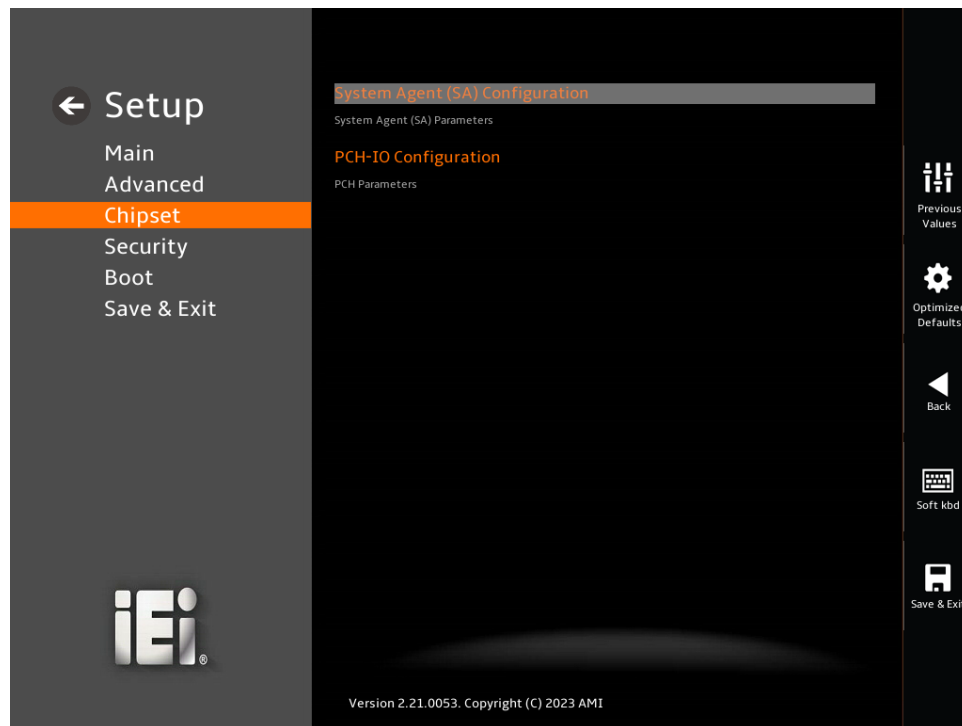 Setup
Main
Advanced
Chipset
Security
Boot
Save & Exit
System Agent (SA) Configuration
System Agent (SA) Parameters
PCH-IO Configuration
PCH Parameters
Previous
Values
Optimized
Defaults
Back
Soft kbd
Save & Exit
iEi®
Version 2.21.0053. Copyright (C) 2023 AMI